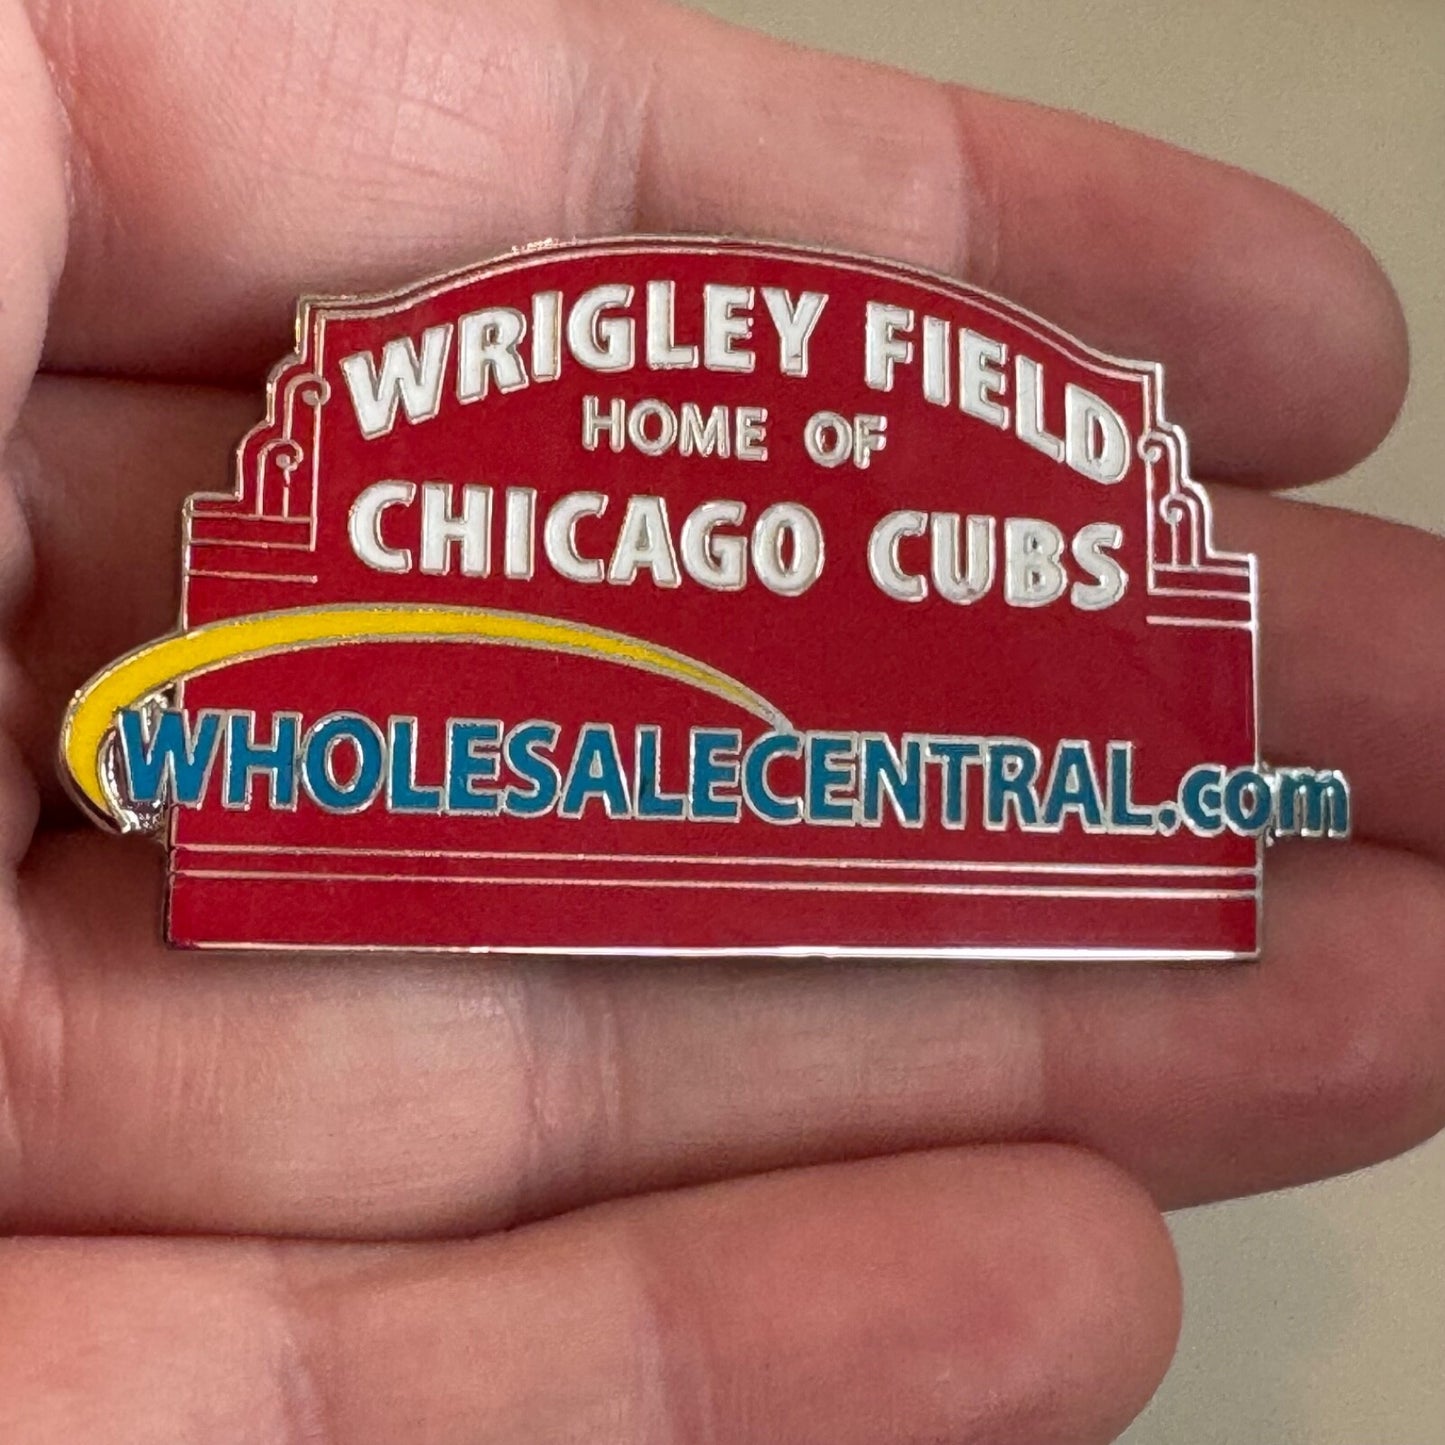 WRIGLEY FIELD
HOME OF
CHICAGO CUBS
WHOLESALECENTRAL.com